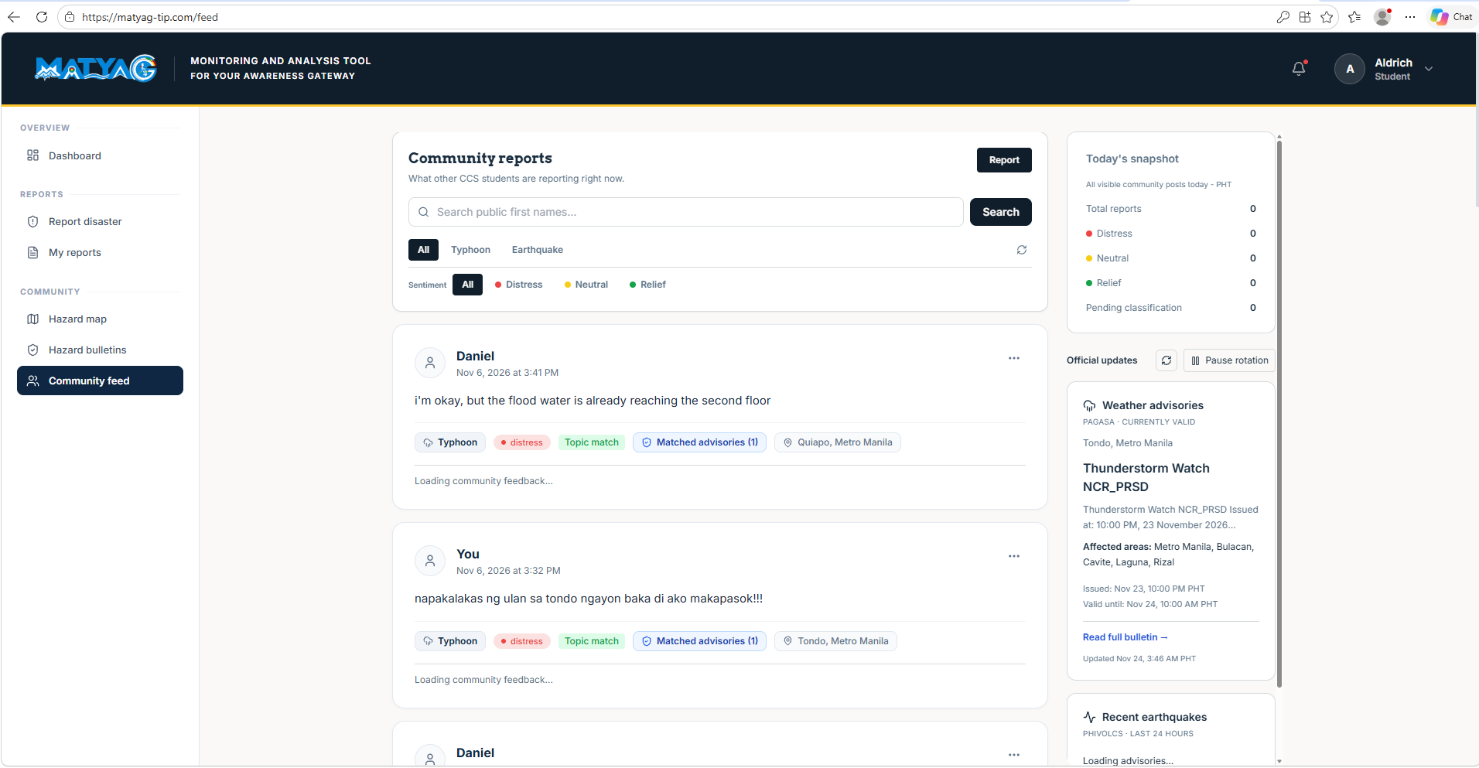 https://matyag-tip.com/feed
Chat
MATYAG
MONITORING AND ANALYSIS TOOL
FOR YOUR AWARENESS GATEWAY
A
Aldrich
Student
OVERVIEW
Dashboard
REPORTS
Report disaster
My reports
COMMUNITY
Hazard map
Hazard bulletins
Community feed
Community reports
Report
What other CCS students are reporting right now.
Search public first names...
Search
All Typhoon Earthquake
Sentiment All Distress Neutral Relief
Daniel
Nov 6, 2026 at 3:41 PM
i'm okay, but the flood water is already reaching the second floor
Typhoon distress Topic match Matched advisories (1) Quiapo, Metro Manila
Loading community feedback...
You
Nov 6, 2026 at 3:32 PM
napakalakas ng ulan sa tondo ngayon baka di ako makapasok!!!
Typhoon distress Topic match Matched advisories (1) Tondo, Metro Manila
Loading community feedback...
Daniel
Today's snapshot
All visible community posts today - PHT
Total reports 0
Distress 0
Neutral 0
Relief 0
Pending classification 0
Official updates Pause rotation
Weather advisories
PAGASA · CURRENTLY VALID
Tondo, Metro Manila
Thunderstorm Watch
NCR_PRSD
Thunderstorm Watch NCR_PRSD Issued
at: 10:00 PM, 23 November 2026...
Affected areas: Metro Manila, Bulacan,
Cavite, Laguna, Rizal
Issued: Nov 23, 10:00 PM PHT
Valid until: Nov 24, 10:00 AM PHT
Read full bulletin →
Updated Nov 24, 3:46 AM PHT
Recent earthquakes
PHIVOLCS · LAST 24 HOURS
Loading advisories...